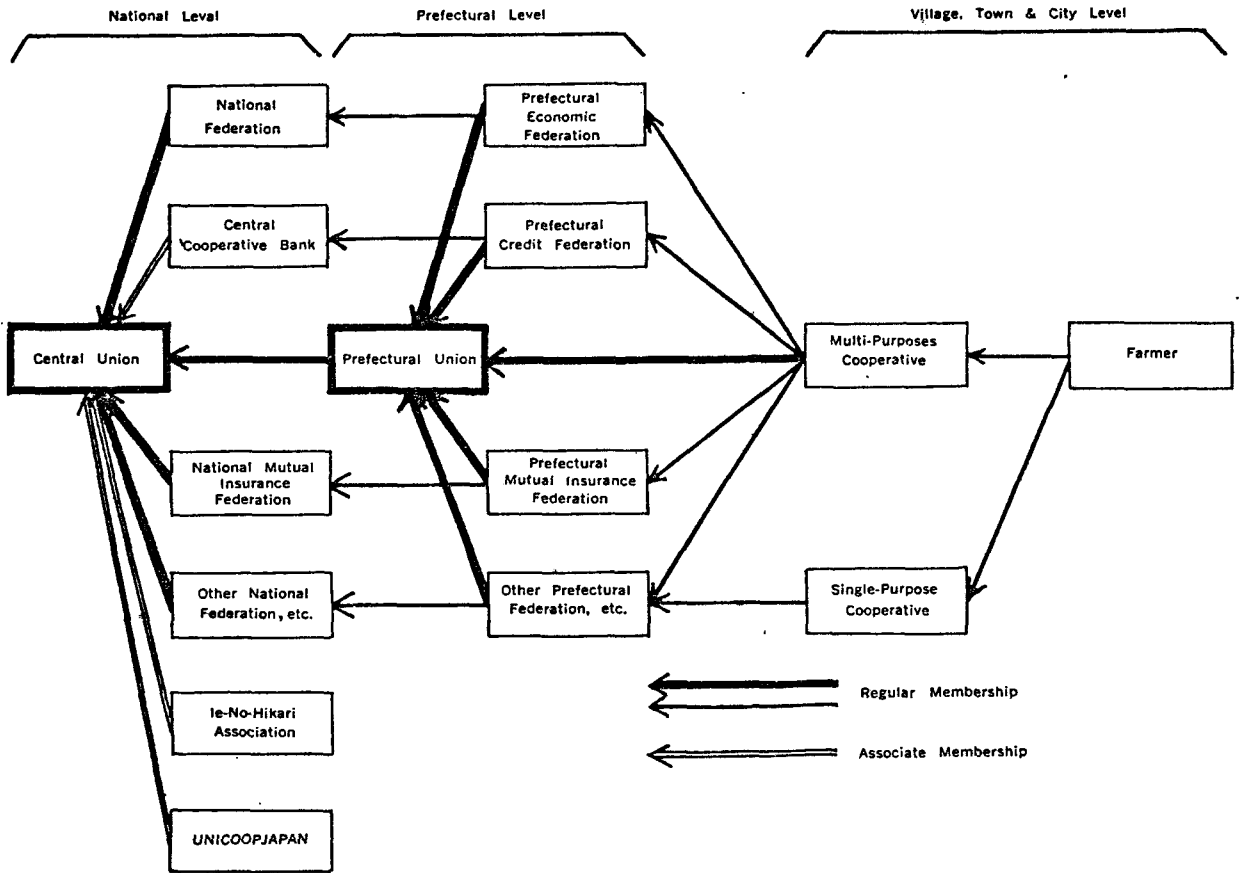 National Leval
Prefectural Level
Village, Town & City Level
National
Federation
Prefectural
Economic
Federation
Central
Cooperative Bank
Prefectural
Credit Federation
Central Union
Prefectural Union
Multi-Purposes
Cooperative
Farmer
National Mutual
Insurance
Federation
Prefectural
Mutual Insurance
Federation
Other National
Federation, etc.
Other Prefectural
Federation, etc.
Single-Purpose
Cooperative
Ie-No-Hikari
Association
UNICOOPJAPAN
Regular Membership
Associate Membership